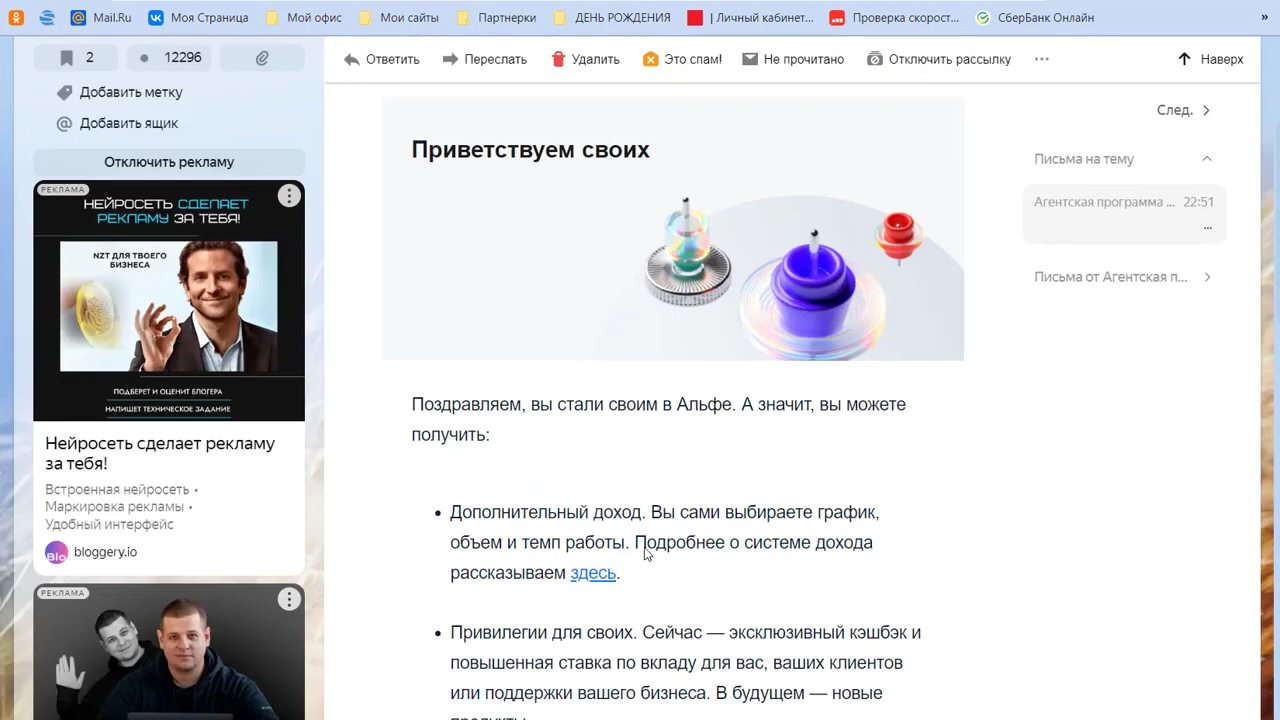 Mail.Ru
Моя Страница
Мой офис
Мои сайты
Партнерки
ДЕНЬ РОЖДЕНИЯ
| Личный кабинет...
Проверка скорост...
СберБанк Онлайн
»
2
12296
Ответить
Переслать
Удалить
Это спам!
Не прочитано
Отключить рассылку
Наверх
Добавить метку
Добавить ящик
Отключить рекламу
РЕКЛАМА
НЕЙРОСЕТЬ СДЕЛАЕТ
РЕКЛАМУ ЗА ТЕБЯ!
NZT ДЛЯ ТВОЕГО
БИЗНЕСА
ПОДБЕРЕТ И ОЦЕНИТ БЛОГЕРА
НАПИШЕТ ТЕХНИЧЕСКОЕ ЗАДАНИЕ
Нейросеть сделает рекламу
за тебя!
Встроенная нейросеть •
Маркировка рекламы •
Удобный интерфейс
Blo
bloggery.io
РЕКЛАМА
Приветствуем своих
Поздравляем, вы стали своим в Альфе. А значит, вы можете
получить:
• Дополнительный доход. Вы сами выбираете график,
объем и темп работы. Подробнее о системе дохода
рассказываем здесь.
• Привилегии для своих. Сейчас — эксклюзивный кэшбэк и
повышенная ставка по вкладу для вас, ваших клиентов
или поддержки вашего бизнеса. В будущем — новые
продукты.
След.
Письма на тему
Агентская программа ... 22:51
...
Письма от Агентская п...